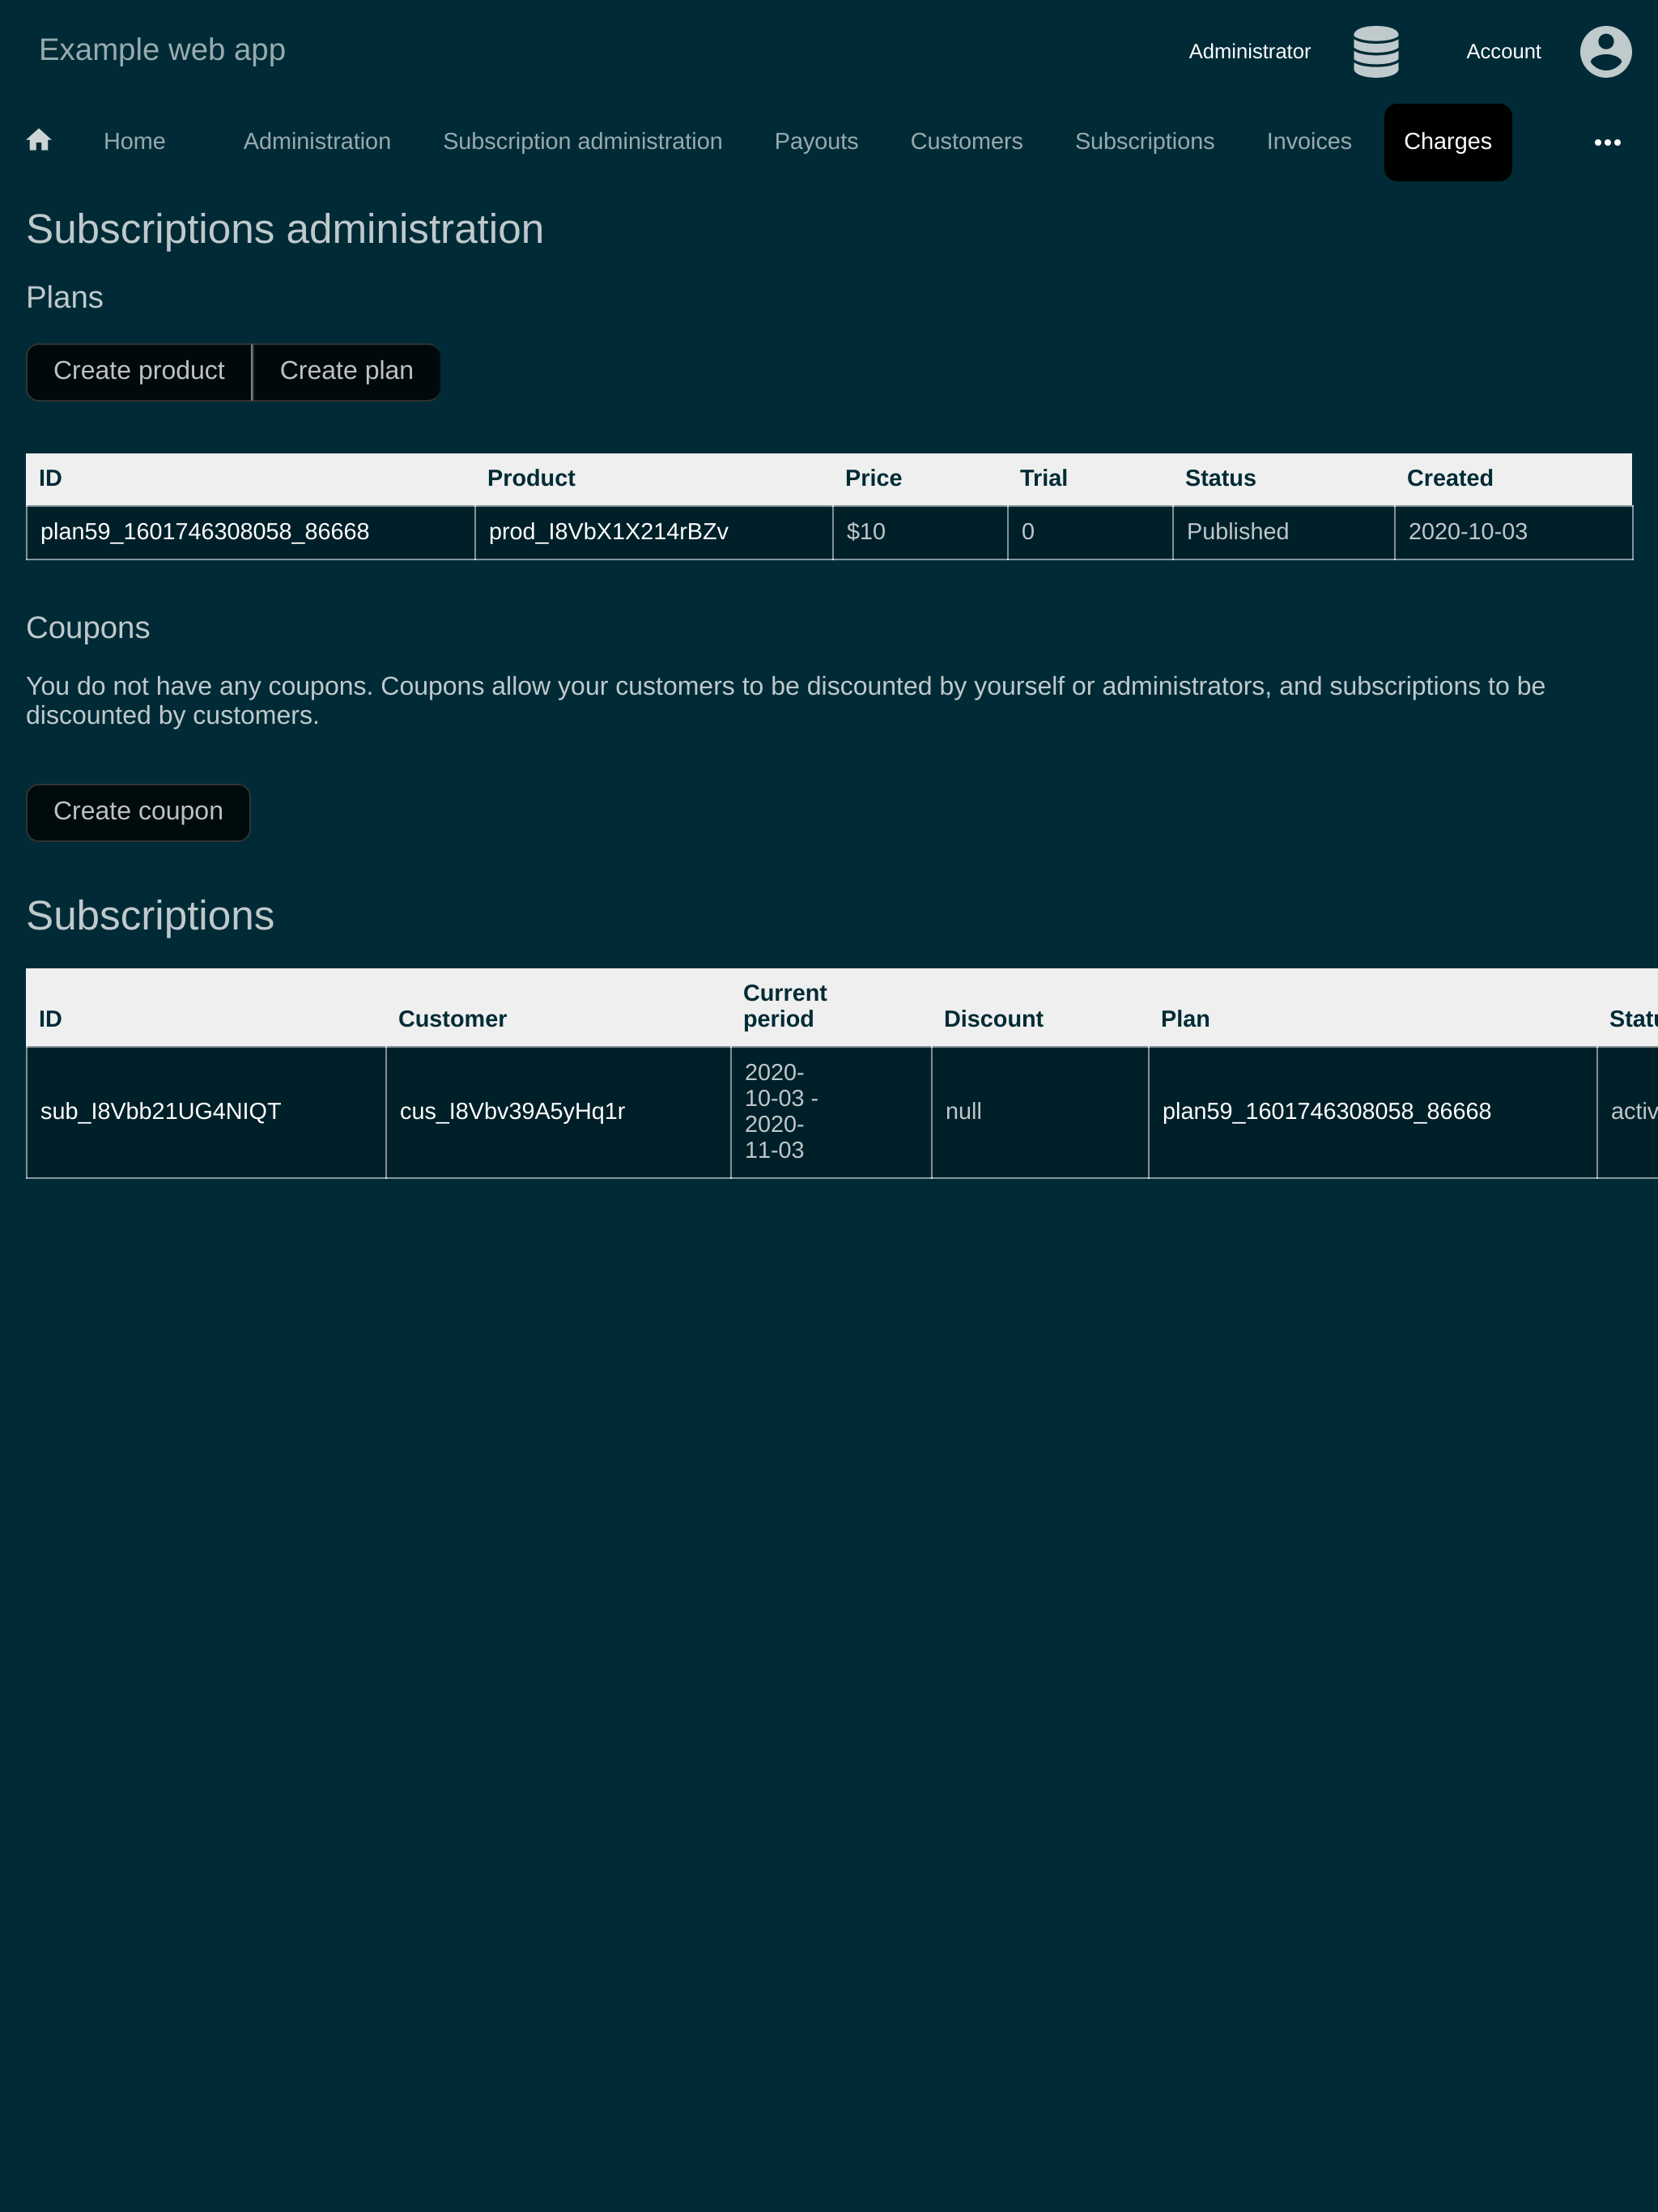 Example web app
Administrator
Account
Home Administration Subscription administration Payouts Customers Subscriptions Invoices Charges
Subscriptions administration
Plans
Create product Create plan
ID Product Price Trial Status Created
plan59_1601746308058_86668 prod_I8VbX1X214rBZv $10 0 Published 2020-10-03
Coupons
You do not have any coupons. Coupons allow your customers to be discounted by yourself or administrators, and subscriptions to be
discounted by customers.
Create coupon
Subscriptions
ID Customer Current
period Discount Plan Statu
sub_I8Vbb21UG4NIQT cus_I8Vbv39A5yHq1r 2020-
10-03 -
2020-
11-03 null plan59_1601746308058_86668 activ